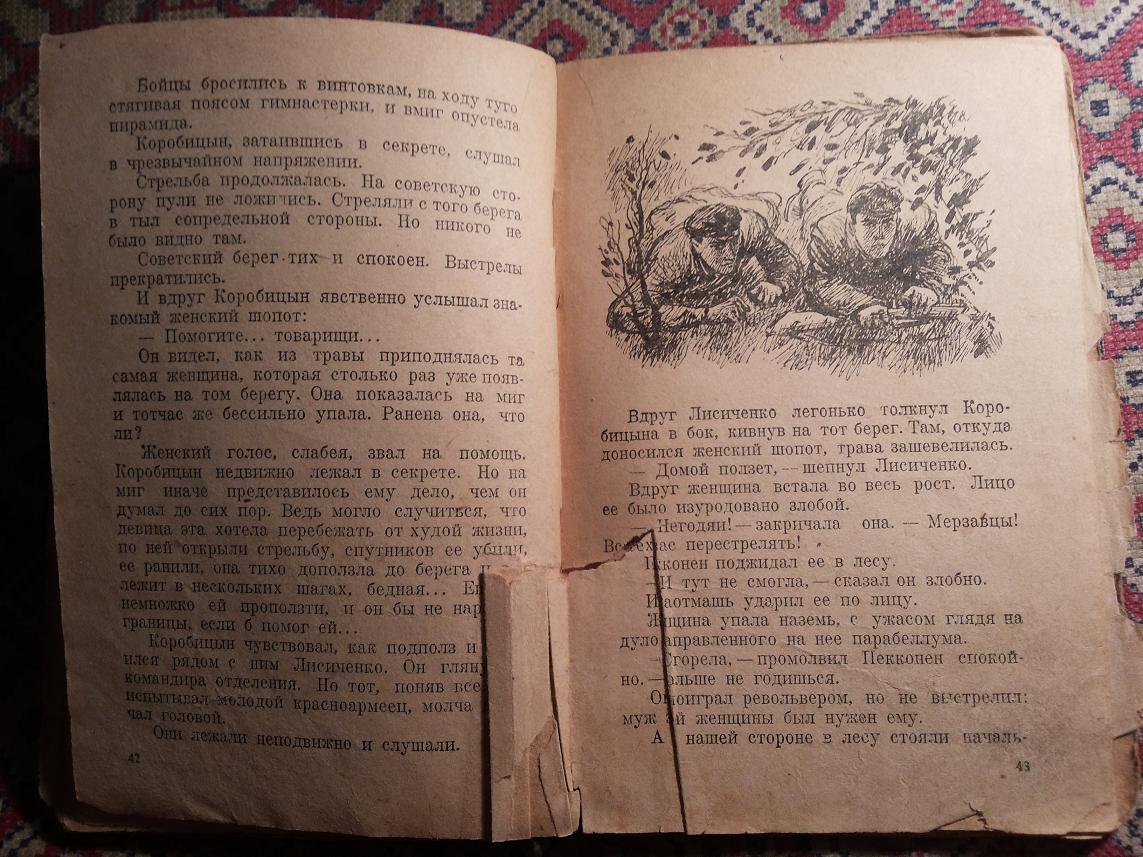 Бойцы бросились к винтовкам, на ходу туго
стягивая поясом гимнастерки, и вмиг опустела
пирамида.
Коробицын, затаившись в секрете, слушал
в чрезвычайном напряжении.
Стрельба продолжалась. На советскую сто-
рону пули не ложились. Стреляли с того берега
в тыл сопредельной стороны. Но никого не
было видно там.
Советский берег тих и спокоен. Выстрелы
прекратились.
И вдруг Коробицын явственно услышал зна-
комый женский шопот:
— Помогите... товарищи...
Он видел, как из травы приподнялась та
самая женщина, которая столько раз уже появ-
лялась на том берегу. Она показалась на миг
и тотчас же бессильно упала. Ранена она, что
ли?
Женский голос, слабея, звал на помощь.
Коробицын недвижно лежал в секрете. Но на
миг иначе представилось ему дело, чем он
думал до сих пор. Ведь могло случиться, что
девица эта хотела перебежать от худой жизни,
по ней открыли стрельбу, спутников ее убили,
ее ранили, она тихо доползла до берега
лежит в нескольких шагах, бедная...
немножко ей проползти, и он бы не
границы, если б помог ей...
Коробицын чувствовал, как подполз и
ился рядом с ним Лисиченко. Он
командира отделения. Но тот, поняв все
испытывал молодой красноармеец, молча
чал головой.
Они лежали неподвижно и слушали.
42
Вдруг Лисиченко легонько толкнул Коро-
бицына в бок, кивнув на тот берег. Там, откуда
доносился женский шопот, трава зашевелилась.
— Домой ползет, — шепнул Лисиченко.
Вдруг женщина встала во весь рост. Лицо
ее было изуродовано злобой.
— Негодяи! — закричала она. — Мерзавцы!
перестрелять!
поджидал ее в лесу.
— И тут не смогла, — сказал он злобно.
ударил ее по лицу.
упала наземь, с ужасом глядя на
дуло аправленного на нее парабеллума.
— Сгорела, — промолвил Пекконен спокой-
но. — не годишься.
револьвером, но не выстрелил:
муж женщины был нужен ему.
А нашей стороне в лесу стояли началь-
43